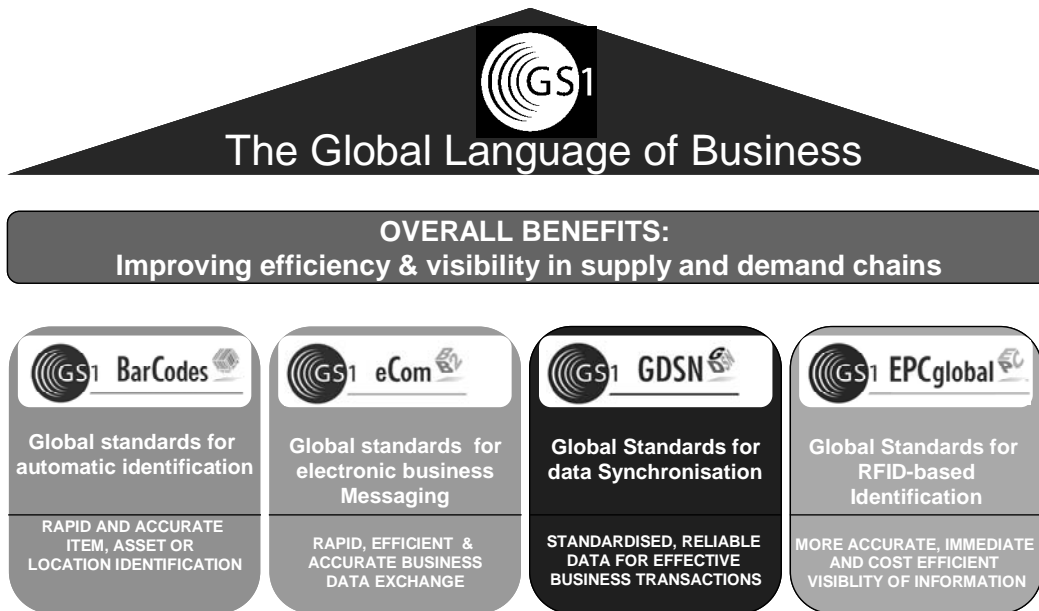 GS1
The Global Language of Business
OVERALL BENEFITS:
Improving efficiency & visibility in supply and demand chains
GS1 BarCodes
Global standards for
automatic identification
RAPID AND ACCURATE
ITEM, ASSET OR
LOCATION IDENTIFICATION
GS1 eCom
Global standards for
electronic business
Messaging
RAPID, EFFICIENT &
ACCURATE BUSINESS
DATA EXCHANGE
GS1 GDSN
Global Standards for
data Synchronisation
STANDARDISED, RELIABLE
DATA FOR EFFECTIVE
BUSINESS TRANSACTIONS
GS1 EPCglobal
Global Standards for
RFID-based
Identification
MORE ACCURATE, IMMEDIATE
AND COST EFFICIENT
VISIBLITY OF INFORMATION